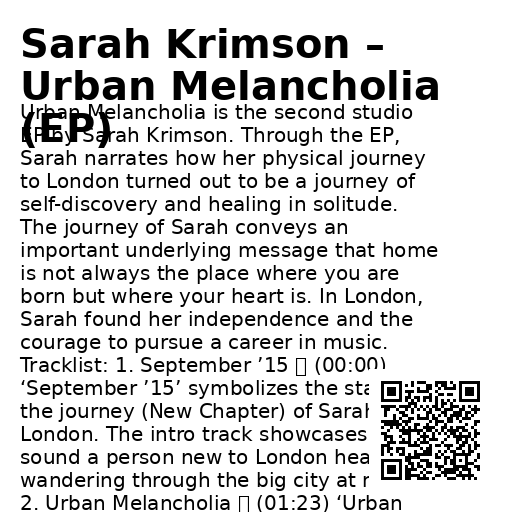 Sarah Krimson –
Urban Melancholia
(EP)
Urban Melancholia is the second studio
EP by Sarah Krimson. Through the EP,
Sarah narrates how her physical journey
to London turned out to be a journey of
self-discovery and healing in solitude.
The journey of Sarah conveys an
important underlying message that home
is not always the place where you are
born but where your heart is. In London,
Sarah found her independence and the
courage to pursue a career in music.
Tracklist: 1. September ’15 (00:00)
‘September ’15’ symbolizes the
the journey (New Chapter) of Sarah
London. The intro track showcases
sound a person new to London
wandering through the big city at
2. Urban Melancholia (01:23) ‘Urban